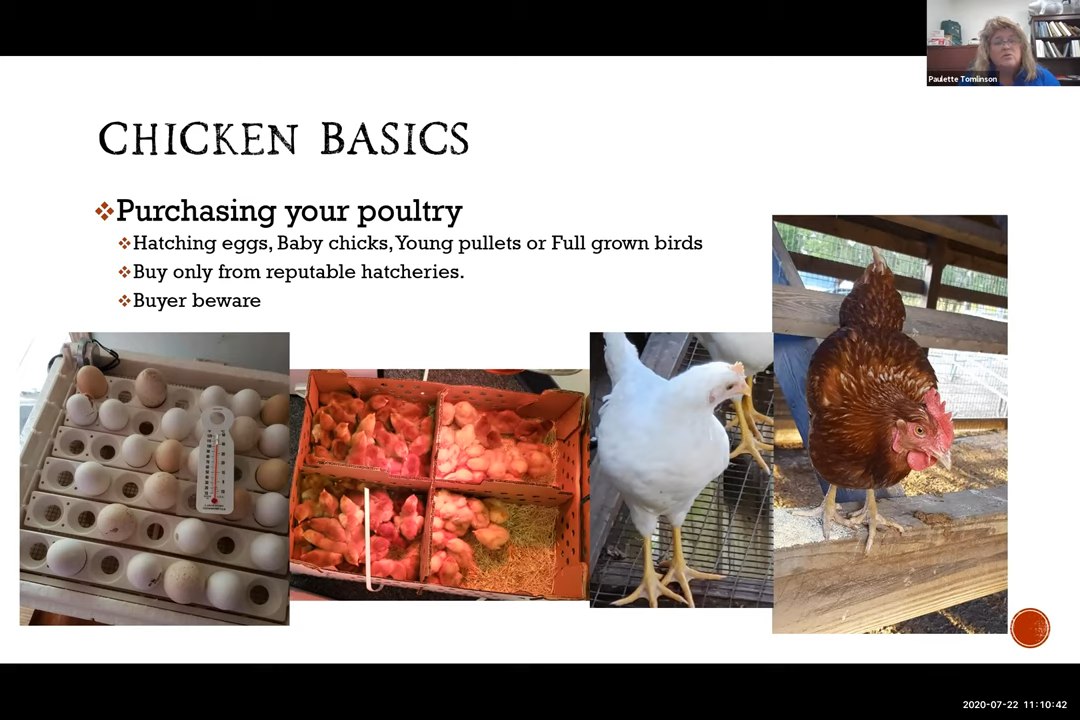 Paulette Tomlinson
CHICKEN BASICS
Purchasing your poultry
Hatching eggs, Baby chicks, Young pullets or Full grown birds
Buy only from reputable hatcheries.
Buyer beware
2020-07-22 11:10:42